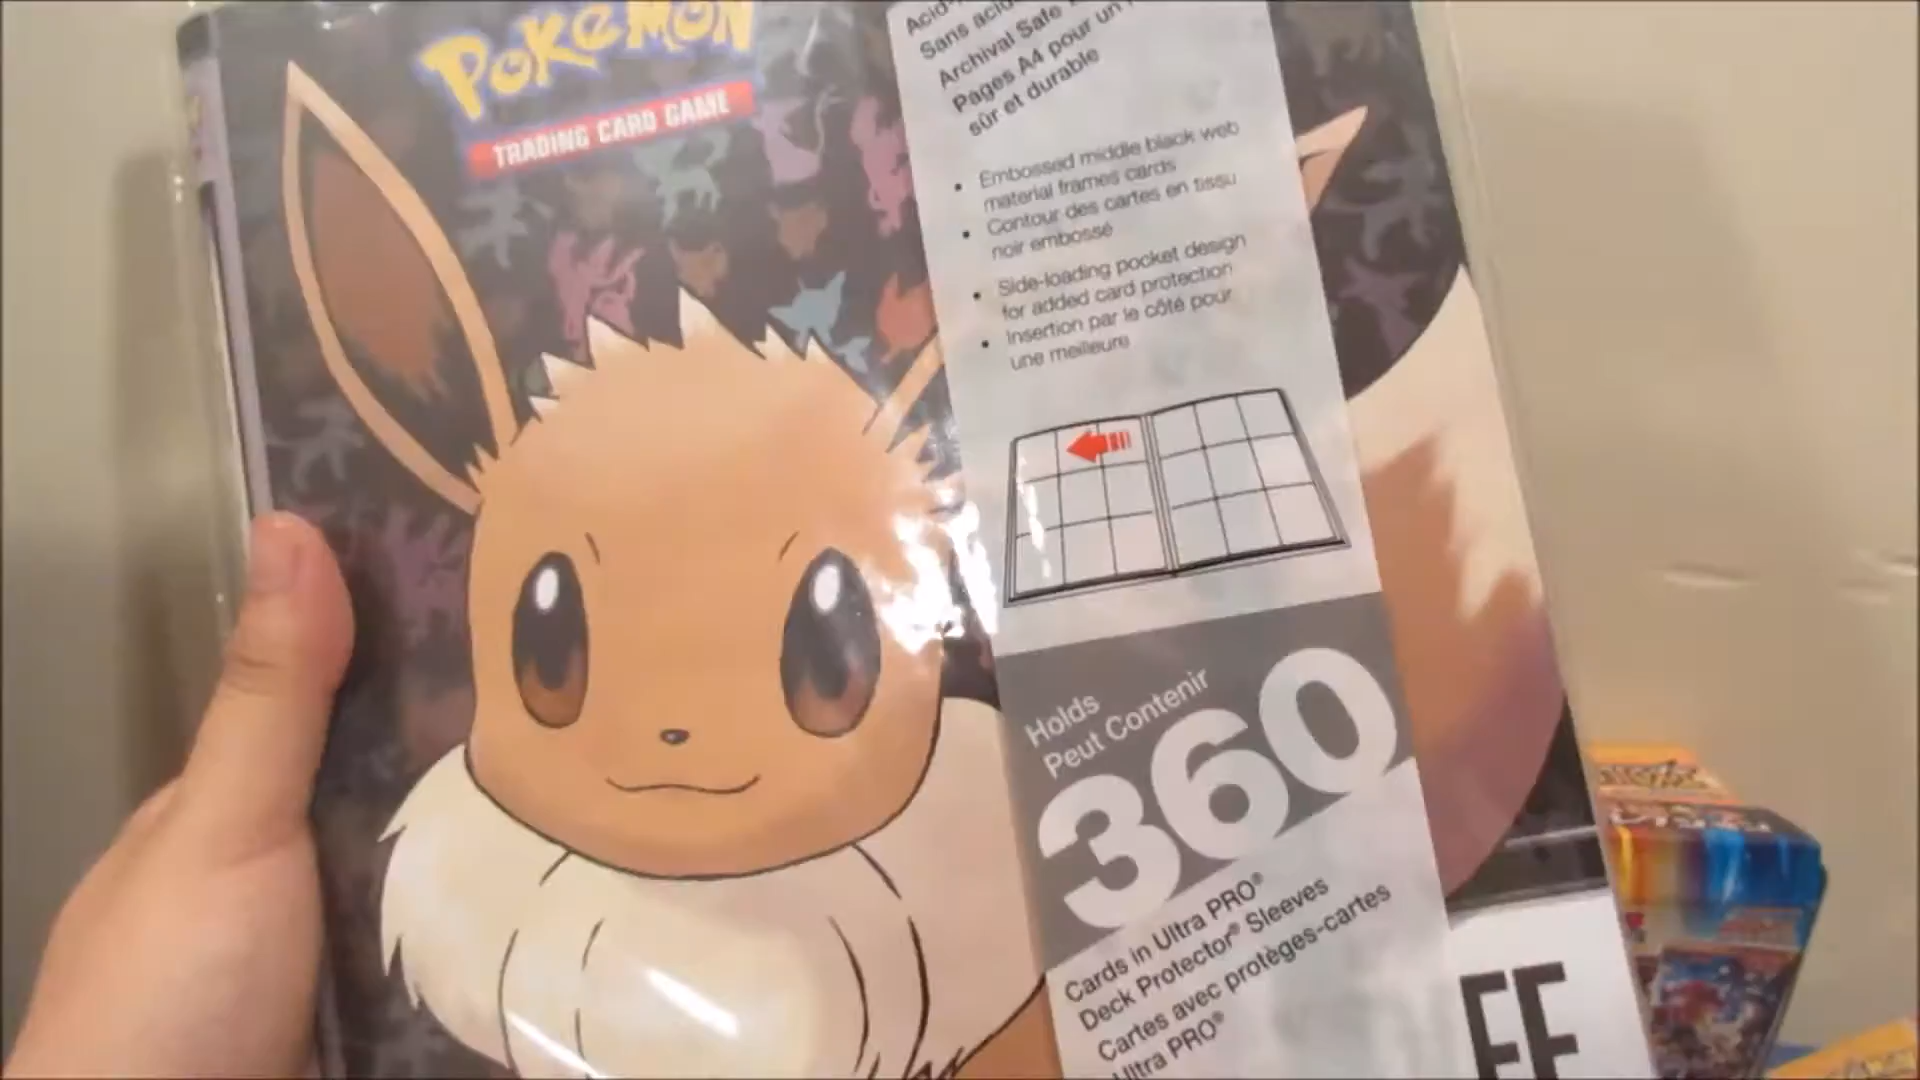 POKéMON
TRADING CARD GAME
Sans
Archival Safe
Pages A4 pour un
sûr et durable
• Embossed middle black web
material frames cards
• Contour des cartes en tissu
noir embossé
• Side-loading pocket design
for added card protection
• Insertion par le côté pour
une meilleure
Holds
Peut Contenir
360
Cards in Ultra PRO®
Deck Protector® Sleeves
Cartes avec protèges-cartes
Ultra PRO®